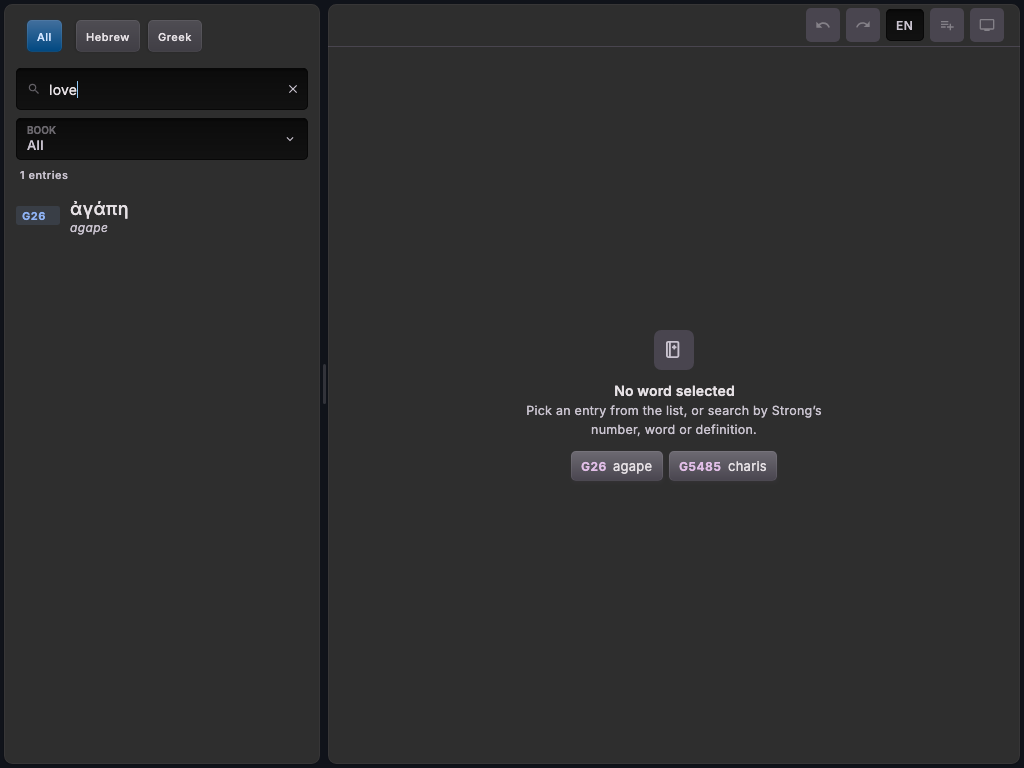 All
Hebrew
Greek
love
BOOK
All
1 entries
G26
ἀγάπη
agape
EN
No word selected
Pick an entry from the list, or search by Strong’s
number, word or definition.
G26 agape
G5485 charis